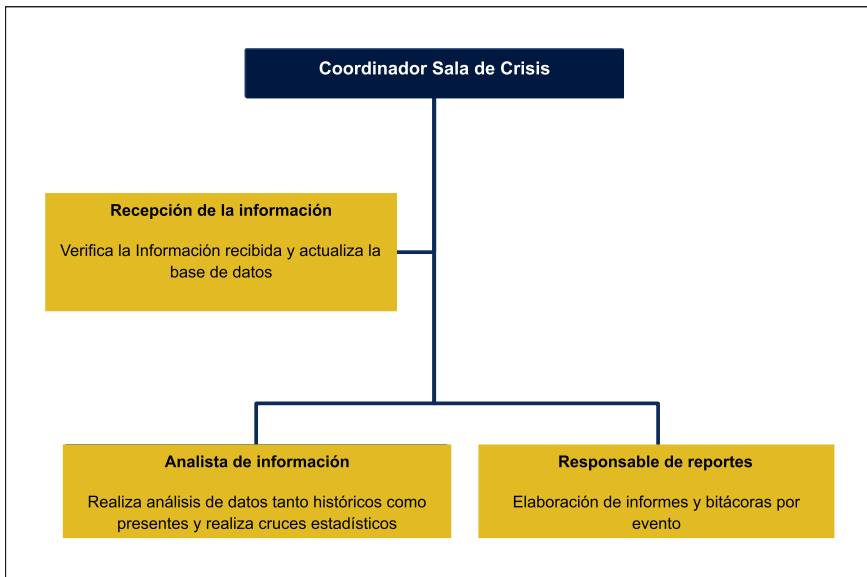 Coordinador Sala de Crisis
Recepción de la información
Verifica la Información recibida y actualiza la
base de datos
Analista de información
Realiza análisis de datos tanto históricos como
presentes y realiza cruces estadísticos
Responsable de reportes
Elaboración de informes y bitácoras por
evento